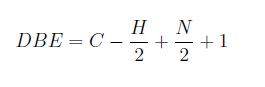 DBE = C − H/2 + N/2 + 1